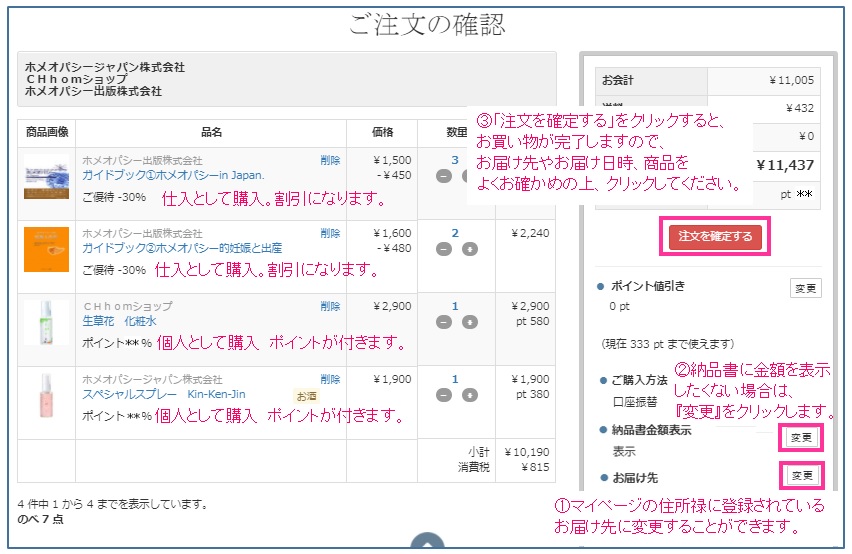 ご注文の確認
ホメオパシージャパン株式会社
ＣＨｈｏｍショップ
ホメオパシー出版株式会社
商品画像 品名 価格 数量
ホメオパシー出版株式会社 削除 ￥1,500 3
ガイドブック①ホメオパシーin Japan. - ￥450
ご優待 -30% 仕入として購入。割引になります。
ホメオパシー出版株式会社 削除 ￥1,600 2 ￥2,240
ガイドブック②ホメオパシー的妊娠と出産 - ￥480
ご優待 -30% 仕入として購入。割引になります。
ＣＨｈｏｍショップ 削除 ￥2,900 1 ￥2,900
生草花 化粧水 pt 580
ポイント**％ 個人として購入 ポイントが付きます。
ホメオパシージャパン株式会社 削除 ￥1,900 1 ￥1,900
スペシャルスプレー Kin-Ken-Jin お酒 pt 380
ポイント**％ 個人として購入 ポイントが付きます。
小計 ￥10,190
消費税 ￥815
4 件中 1 から 4 までを表示しています。
のべ 7 点
お会計 ￥11,005
￥432
￥0
￥11,437
pt **
③「注文を確定する」をクリックすると、
お買い物が完了しますので、
お届け先やお届け日時、商品を
よくお確かめの上、クリックしてください。
注文を確定する
ポイント値引き 変更
0 pt
(現在 333 pt まで使えます)
②納品書に金額を表示
したくない場合は、
『変更』をクリックします。
ご購入方法
口座振替
納品書金額表示 変更
表示
お届け先 変更
①マイページの住所禄に登録されている
お届け先に変更することができます。